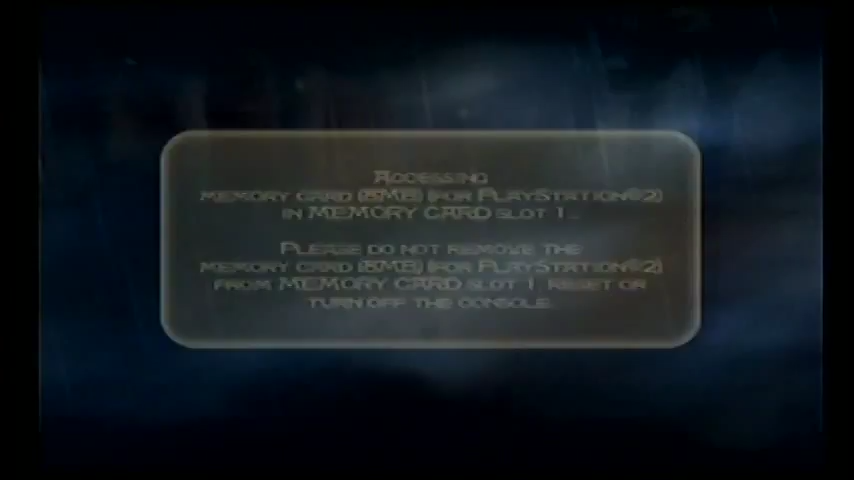 Accessing
memory card (8MB) (for PlayStation®2)
in MEMORY CARD slot 1...
Please do not remove the
memory card (8MB) (for PlayStation®2)
from MEMORY CARD slot 1, reset or
turn off the console.